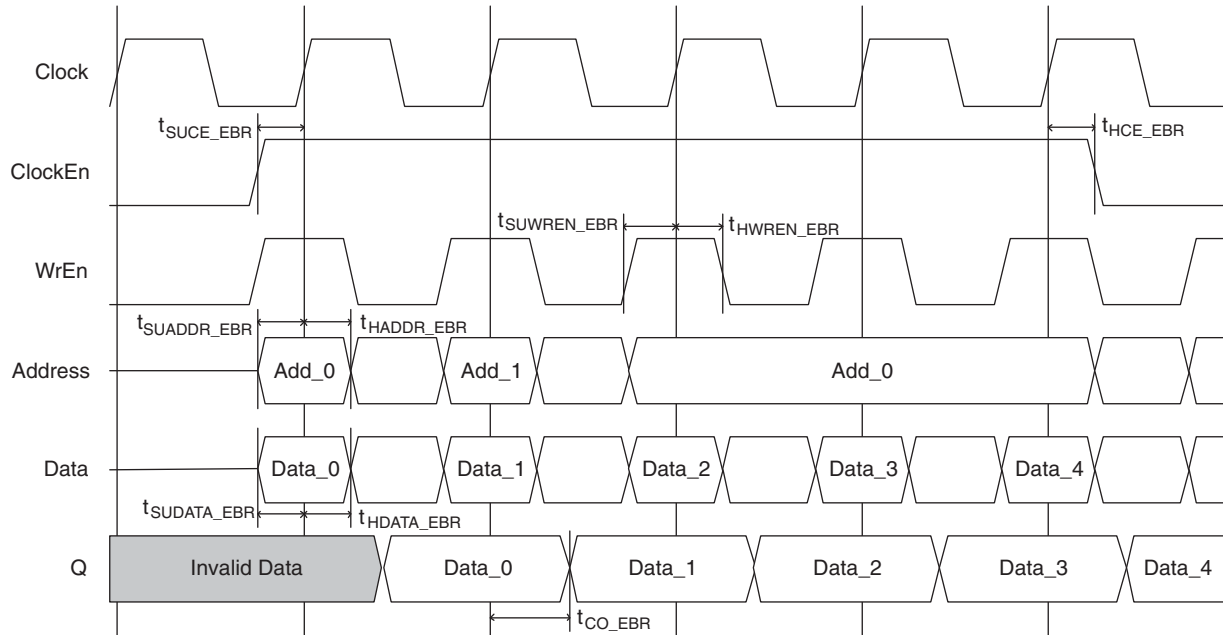 Clock
tSUCE_EBR tHCE_EBR
ClockEn
tSUWREN_EBR tHWREN_EBR
WrEn
tSUADDR_EBR tHADDR_EBR
Address Add_0 Add_1 Add_0
Data Data_0 Data_1 Data_2 Data_3 Data_4
tSUDATA_EBR tHDATA_EBR
Q Invalid Data Data_0 Data_1 Data_2 Data_3 Data_4
tCO_EBR